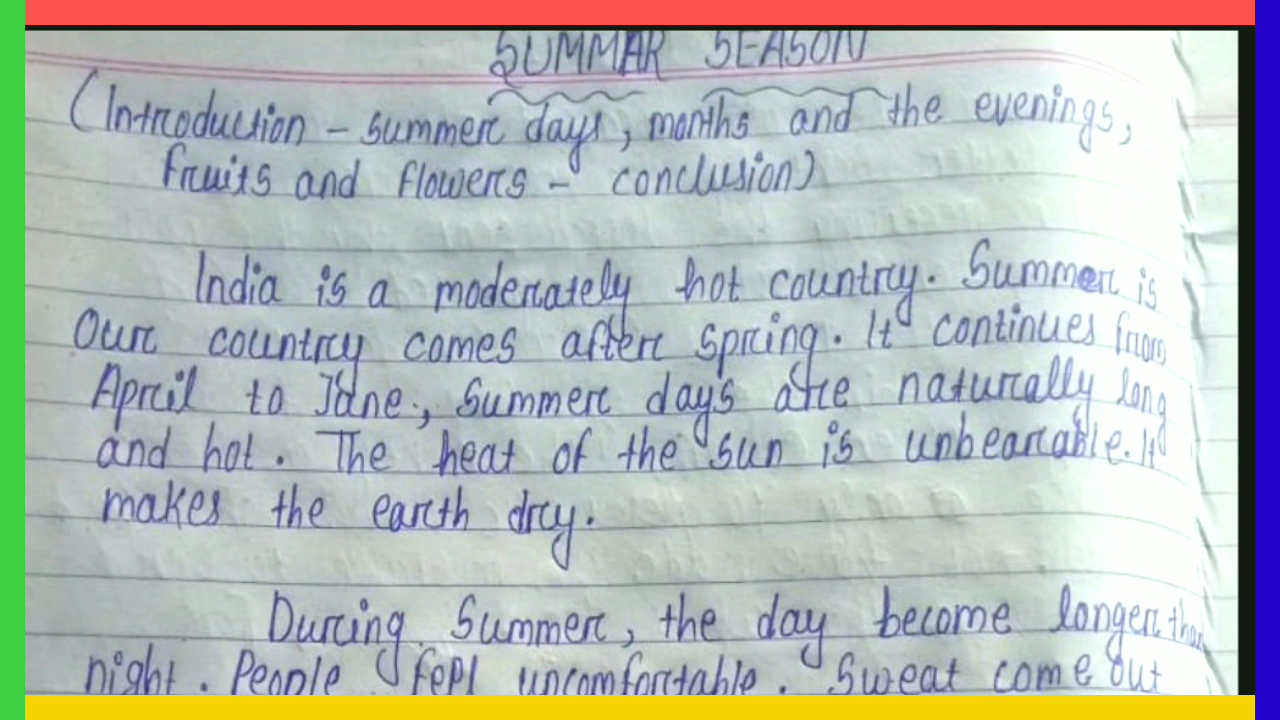 SUMMAR SEASON
(Introduction - summer days, months and the evenings,
fruits and flowers - conclusion)
India is a moderately hot country. Summer is
Our country comes after spring. It continues from
April to June., Summer days are naturally long
and hot. The heat of the sun is unbearable. It
makes the earth dry.
During Summer, the day become longer than
night. People feel uncomfortable. Sweat come out